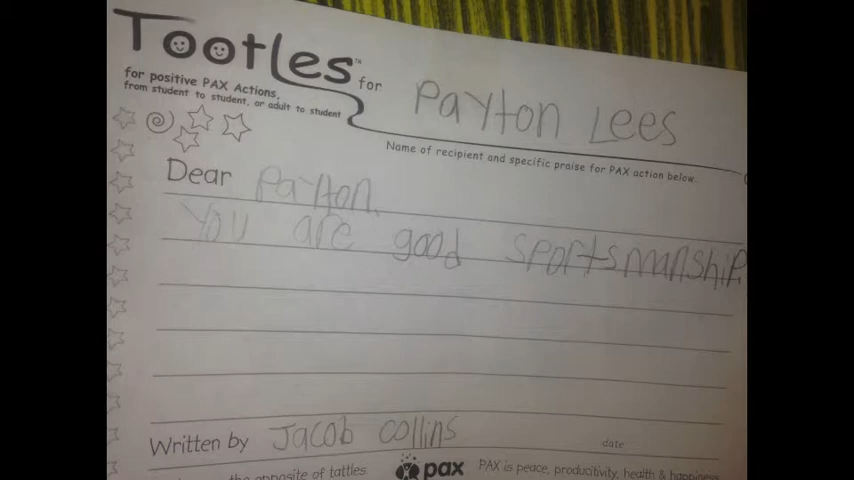 Tootles™ for Payton Lees
for positive PAX Actions,
from student to student, or adult to student
Name of recipient and specific praise for PAX action below.
Dear Payton,
You are good sportsmanship.
Written by Jacob Collins date
the opposite of tattles. pax PAX is peace, producitivity, health & happiness